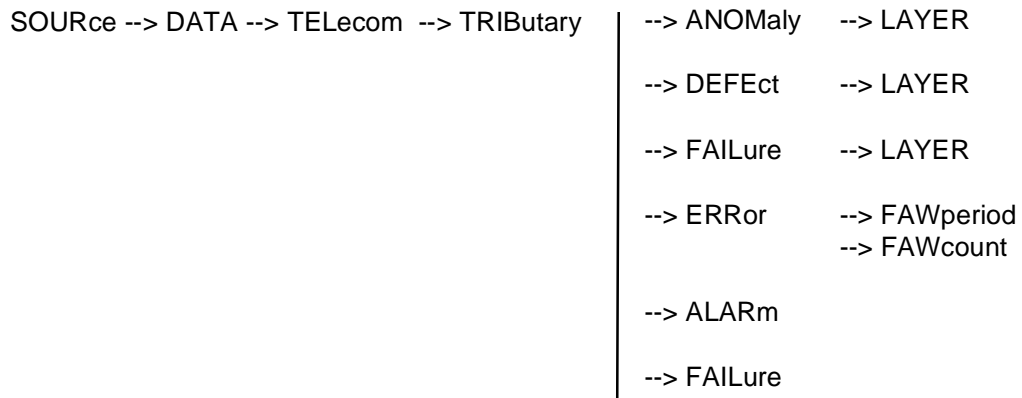 SOURce --> DATA --> TELecom --> TRIButary --> ANOMaly --> LAYER
--> DEFEct --> LAYER
--> FAILure --> LAYER
--> ERRor --> FAWperiod
--> FAWcount
--> ALARm
--> FAILure